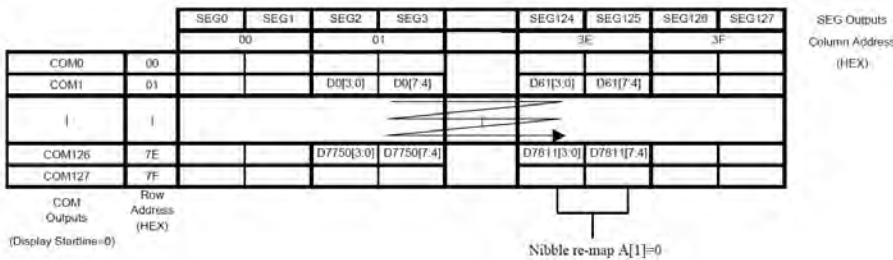 SEG0 SEG1 SEG2 SEG3 SEG124 SEG125 SEG126 SEG127 SEG Outputs
00 01 3E 3F Column Address
COM0 00 (HEX)
COM1 01 D0[3:0] D0[7:4] D61[3:0] D61[7:4]
| | |
COM126 7E D7750[3:0] D7750[7:4] D7811[3:0] D7811[7:4]
COM127 7F
COM Outputs
Row Address (HEX)
(Display Startline=0)
Nibble re-map A[1]=0